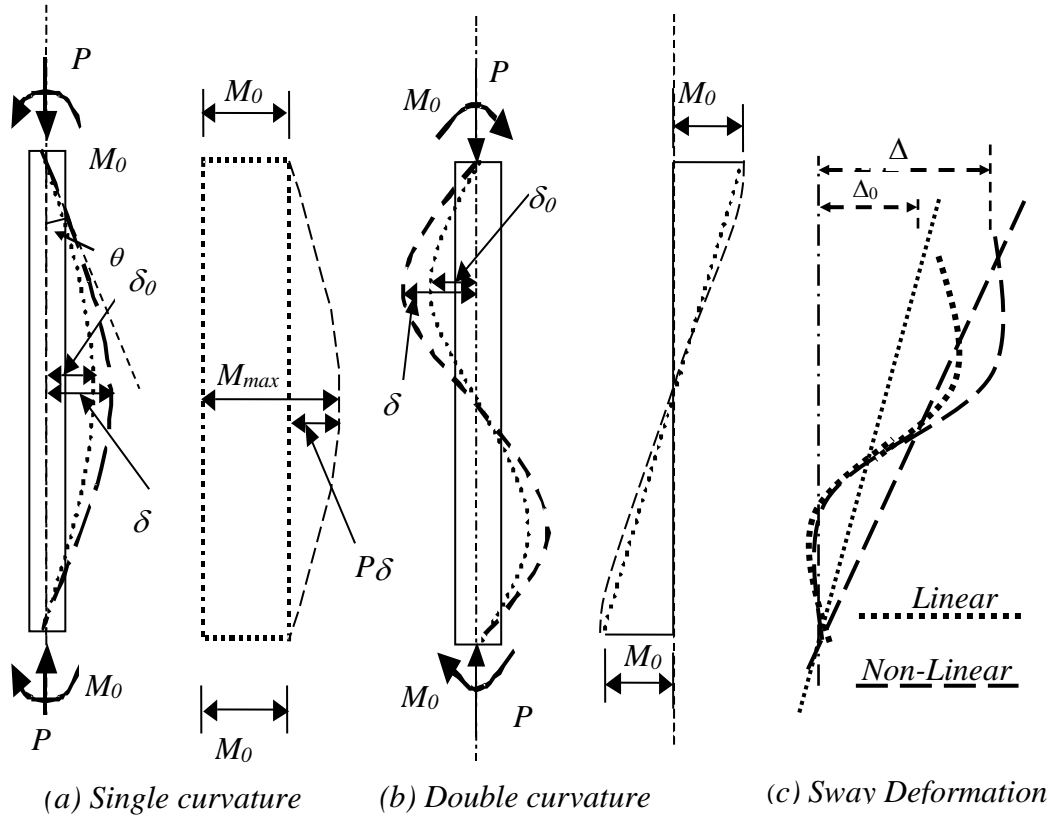 P
M0
M0
θ
δ0
δ
M0
P
M0
Mmax
Pδ
M0
P
M0
δ0
δ
M0
P
M0
M0
Δ
Δ0
Linear
Non-Linear
(a) Single curvature
(b) Double curvature
(c) Sway Deformation